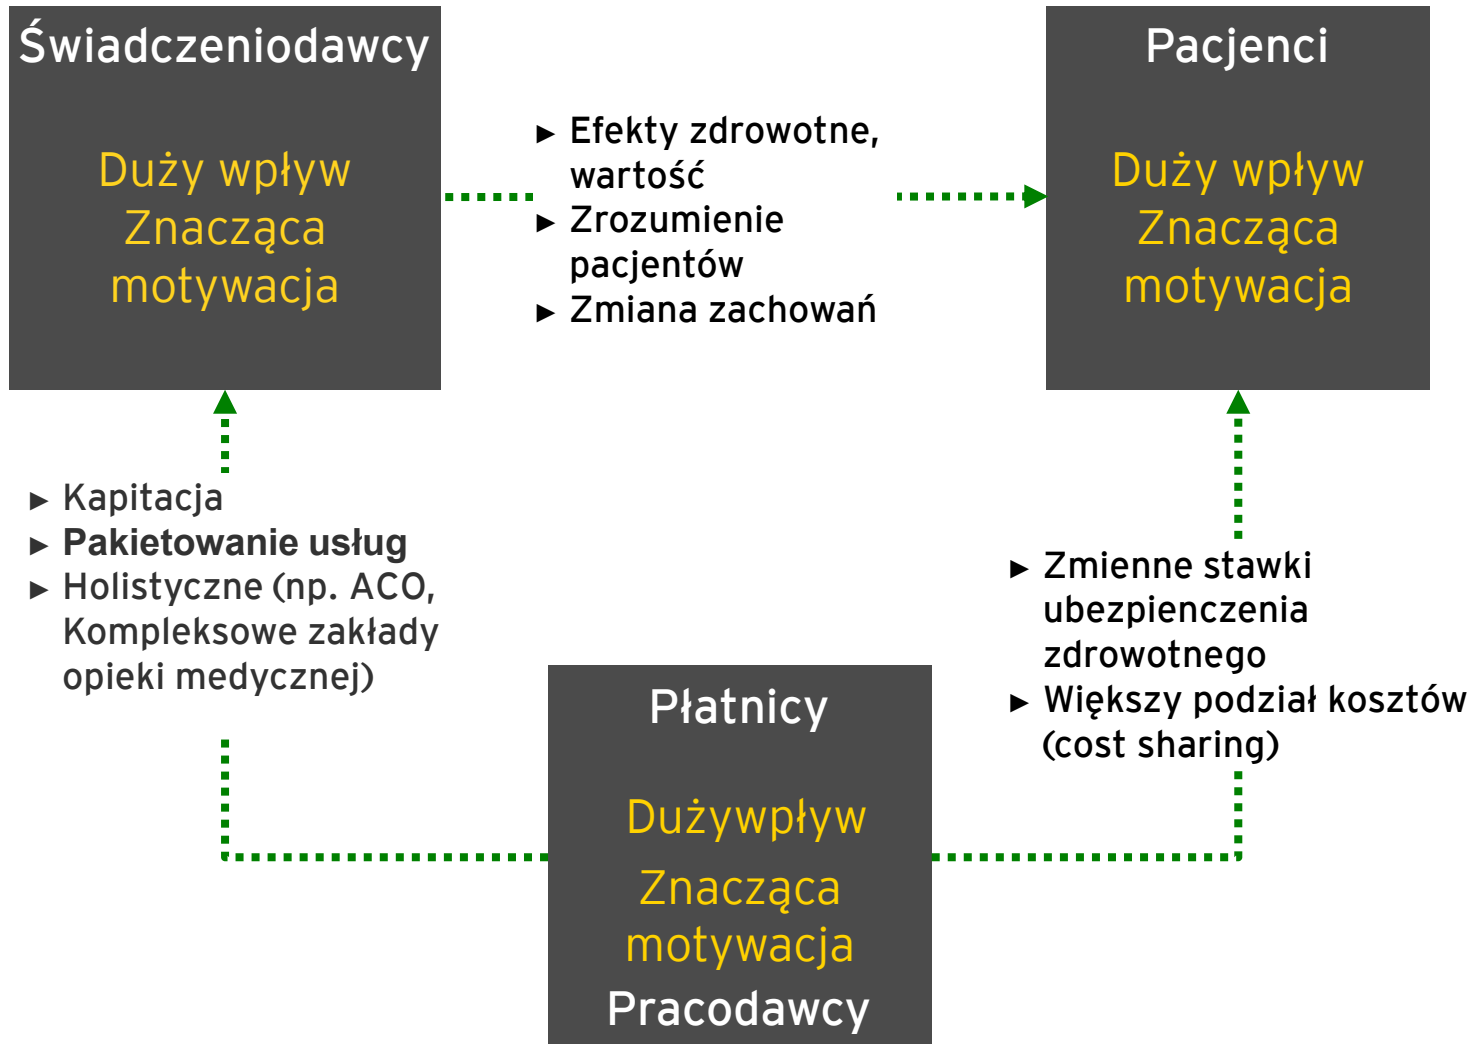 Świadczeniodawcy
Duży wpływ
Znacząca
motywacja
► Efekty zdrowotne,
wartość
► Zrozumienie
pacjentów
► Zmiana zachowań
Pacjenci
Duży wpływ
Znacząca
motywacja
► Kapitacja
► Pakietowanie usług
► Holistyczne (np. ACO,
Kompleksowe zakłady
opieki medycznej)
► Zmienne stawki
ubezpienczenia
zdrowotnego
► Większy podział kosztów
(cost sharing)
Płatnicy
Dużywpływ
Znacząca
motywacja
Pracodawcy